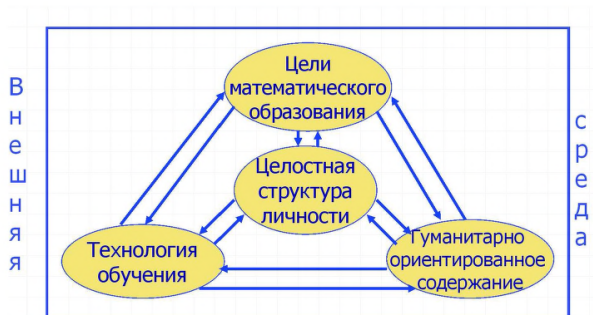 Внешняя
Цели
математического
образования
Целостная
структура
личности
Технология
обучения
Гуманитарно
ориентированное
содержание
среда